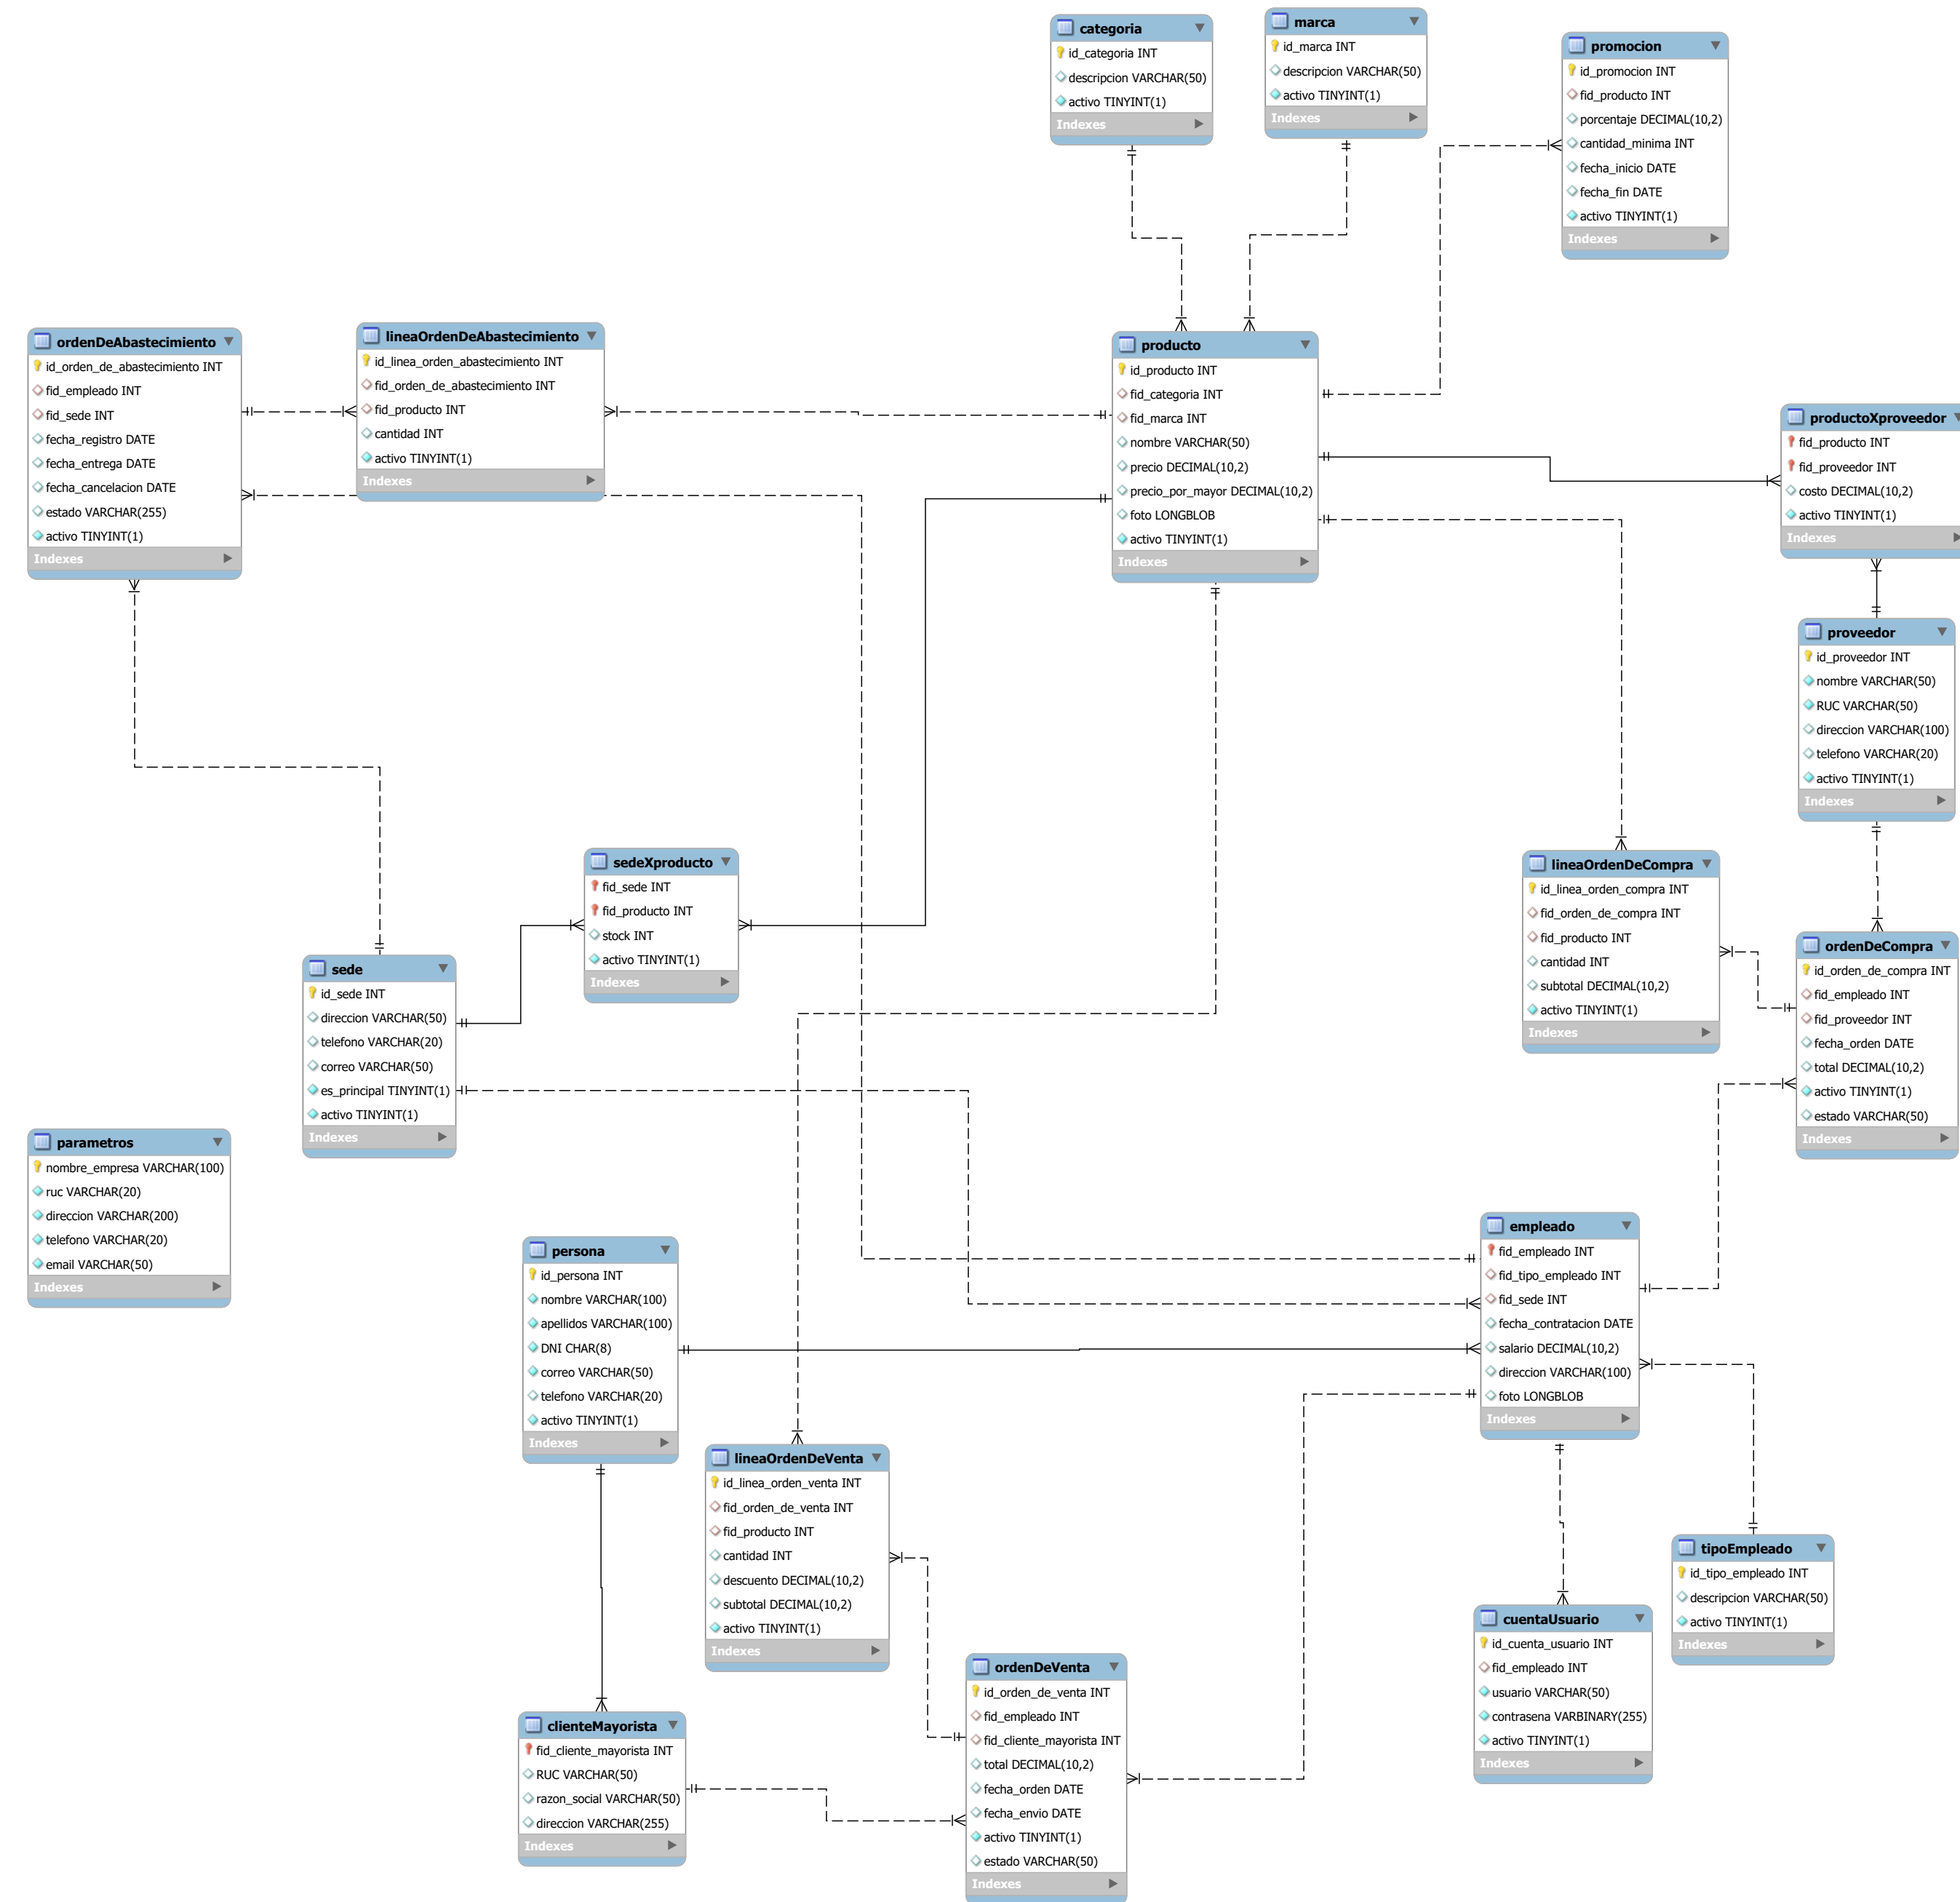 categoria
id_categoria INT
descripcion VARCHAR(50)
activo TINYINT(1)
Indexes
marca
id_marca INT
descripcion VARCHAR(50)
activo TINYINT(1)
Indexes
promocion
id_promocion INT
fid_producto INT
porcentaje DECIMAL(10,2)
cantidad_minima INT
fecha_inicio DATE
fecha_fin DATE
activo TINYINT(1)
Indexes
ordenDeAbastecimiento
id_orden_de_abastecimiento INT
fid_empleado INT
fid_sede INT
fecha_registro DATE
fecha_entrega DATE
fecha_cancelacion DATE
estado VARCHAR(255)
activo TINYINT(1)
Indexes
lineaOrdenDeAbastecimiento
id_linea_orden_abastecimiento INT
fid_orden_de_abastecimiento INT
fid_producto INT
cantidad INT
activo TINYINT(1)
Indexes
producto
id_producto INT
fid_categoria INT
fid_marca INT
nombre VARCHAR(50)
precio DECIMAL(10,2)
precio_por_mayor DECIMAL(10,2)
foto LONGBLOB
activo TINYINT(1)
Indexes
productoXproveedor
fid_producto INT
fid_proveedor INT
costo DECIMAL(10,2)
activo TINYINT(1)
Indexes
proveedor
id_proveedor INT
nombre VARCHAR(50)
RUC VARCHAR(50)
direccion VARCHAR(100)
telefono VARCHAR(20)
activo TINYINT(1)
Indexes
sedeXproducto
fid_sede INT
fid_producto INT
stock INT
activo TINYINT(1)
Indexes
lineaOrdenDeCompra
id_linea_orden_compra INT
fid_orden_de_compra INT
fid_producto INT
cantidad INT
subtotal DECIMAL(10,2)
activo TINYINT(1)
Indexes
ordenDeCompra
id_orden_de_compra INT
fid_empleado INT
fid_proveedor INT
fecha_orden DATE
total DECIMAL(10,2)
activo TINYINT(1)
estado VARCHAR(50)
Indexes
sede
id_sede INT
direccion VARCHAR(50)
telefono VARCHAR(20)
correo VARCHAR(50)
es_principal TINYINT(1)
activo TINYINT(1)
Indexes
parametros
nombre_empresa VARCHAR(100)
ruc VARCHAR(20)
direccion VARCHAR(200)
telefono VARCHAR(20)
email VARCHAR(50)
Indexes
persona
id_persona INT
nombre VARCHAR(100)
apellidos VARCHAR(100)
DNI CHAR(8)
correo VARCHAR(50)
telefono VARCHAR(20)
activo TINYINT(1)
Indexes
empleado
fid_empleado INT
fid_tipo_empleado INT
fid_sede INT
fecha_contratacion DATE
salario DECIMAL(10,2)
direccion VARCHAR(100)
foto LONGBLOB
Indexes
lineaOrdenDeVenta
id_linea_orden_venta INT
fid_orden_de_venta INT
fid_producto INT
cantidad INT
descuento DECIMAL(10,2)
subtotal DECIMAL(10,2)
activo TINYINT(1)
Indexes
tipoEmpleado
id_tipo_empleado INT
descripcion VARCHAR(50)
activo TINYINT(1)
Indexes
cuentaUsuario
id_cuenta_usuario INT
fid_empleado INT
usuario VARCHAR(50)
contrasena VARBINARY(255)
activo TINYINT(1)
Indexes
ordenDeVenta
id_orden_de_venta INT
fid_empleado INT
fid_cliente_mayorista INT
total DECIMAL(10,2)
fecha_orden DATE
fecha_envio DATE
activo TINYINT(1)
estado VARCHAR(50)
Indexes
clienteMayorista
fid_cliente_mayorista INT
RUC VARCHAR(50)
razon_social VARCHAR(50)
direccion VARCHAR(255)
Indexes